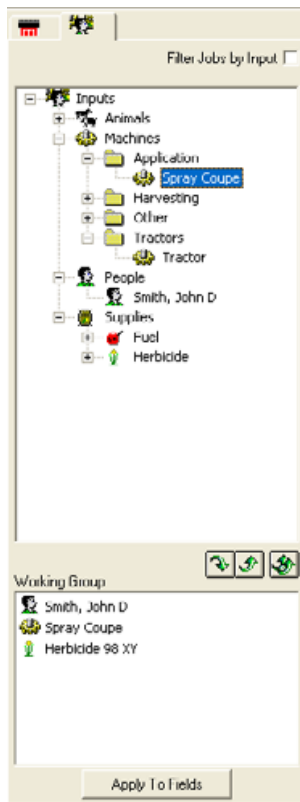 Filter Jobs by Input
Inputs
Animals
Machines
Application
Spray Coupe
Harvesting
Other
Tractors
Tractor
People
Smith, John D
Supplies
Fuel
Herbicide
Working Group
Smith, John D
Spray Coupe
Herbicide 98 XY
Apply To Fields